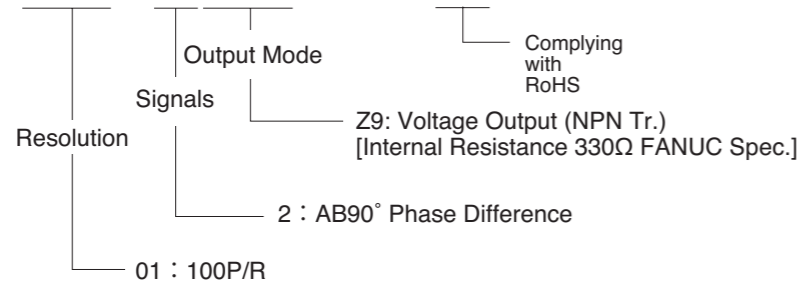 Output Mode
Complying
with
RoHS
Signals
Z9: Voltage Output (NPN Tr.)
[Internal Resistance 330Ω FANUC Spec.]
Resolution
2：AB90˚ Phase Difference
01：100P/R